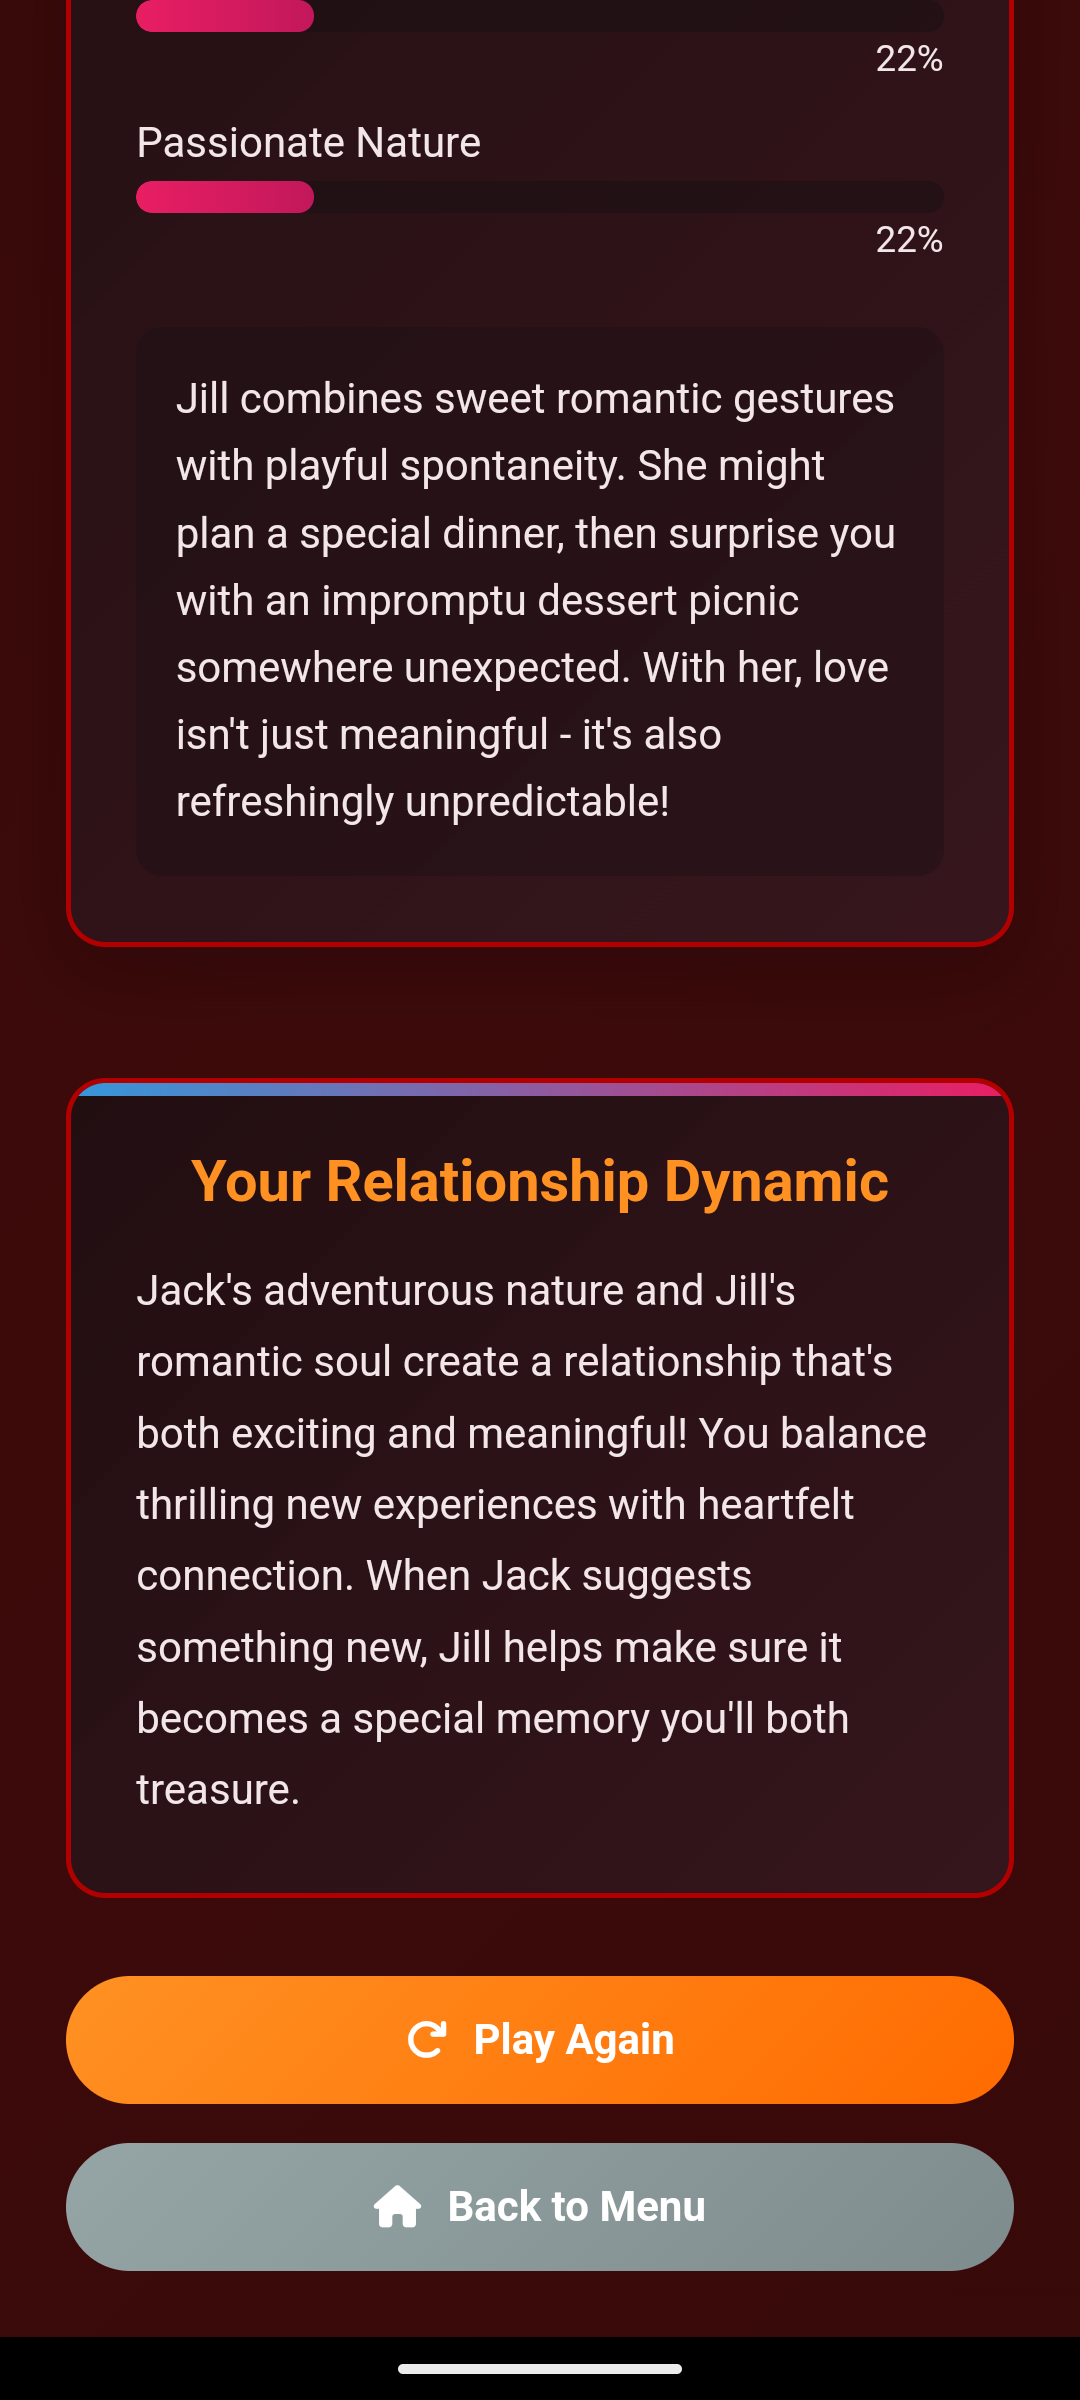 22%
Passionate Nature
22%
Jill combines sweet romantic gestures
with playful spontaneity. She might
plan a special dinner, then surprise you
with an impromptu dessert picnic
somewhere unexpected. With her, love
isn't just meaningful - it's also
refreshingly unpredictable!
Your Relationship Dynamic
Jack's adventurous nature and Jill's
romantic soul create a relationship that's
both exciting and meaningful! You balance
thrilling new experiences with heartfelt
connection. When Jack suggests
something new, Jill helps make sure it
becomes a special memory you'll both
treasure.
Play Again
Back to Menu